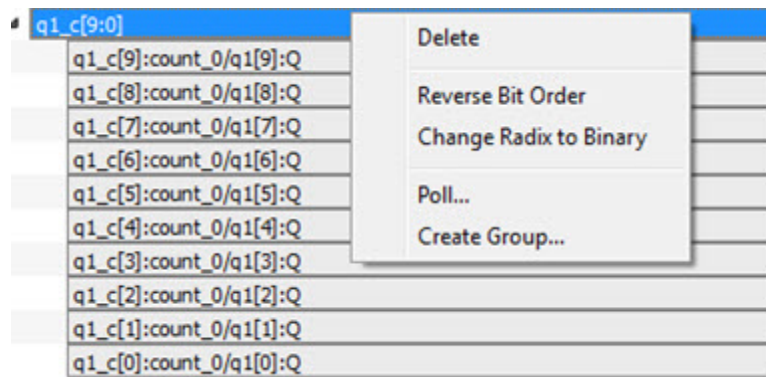 q1_c[9:0]
Delete
q1_c[9]:count_0/q1[9]:Q
q1_c[8]:count_0/q1[8]:Q
Reverse Bit Order
q1_c[7]:count_0/q1[7]:Q
Change Radix to Binary
q1_c[6]:count_0/q1[6]:Q
q1_c[5]:count_0/q1[5]:Q
Poll...
q1_c[4]:count_0/q1[4]:Q
Create Group...
q1_c[3]:count_0/q1[3]:Q
q1_c[2]:count_0/q1[2]:Q
q1_c[1]:count_0/q1[1]:Q
q1_c[0]:count_0/q1[0]:Q